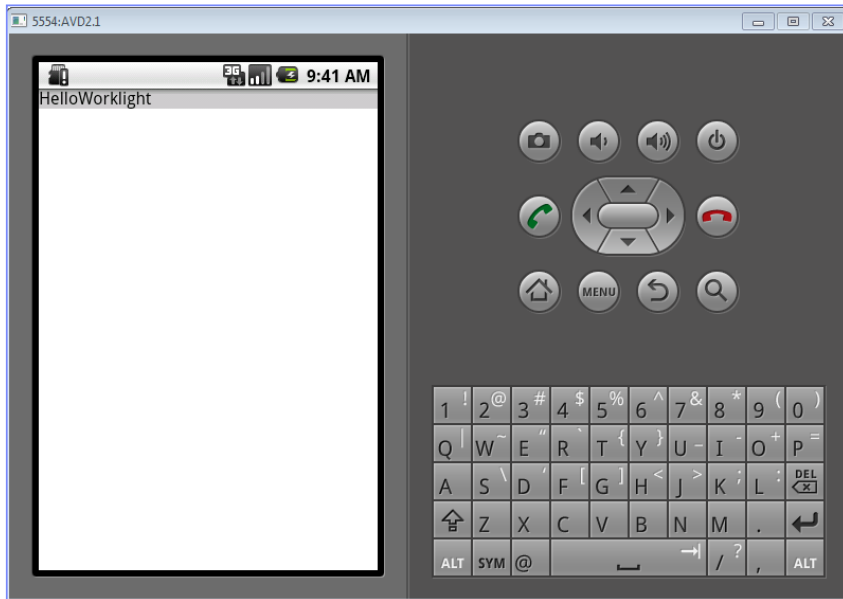 5554:AVD2.1
3G 9:41 AM
HelloWorklight
MENU
1 ! 2 @ 3 # 4 $ 5 % 6 ^ 7 & 8 * 9 ( 0 )
Q | W ~ E " R ` T { Y } U _ I - O + P =
A S \ D ' F [ G ] H < J > K ; L : DEL
Z X C V B N M .
ALT SYM @ / ? , ALT